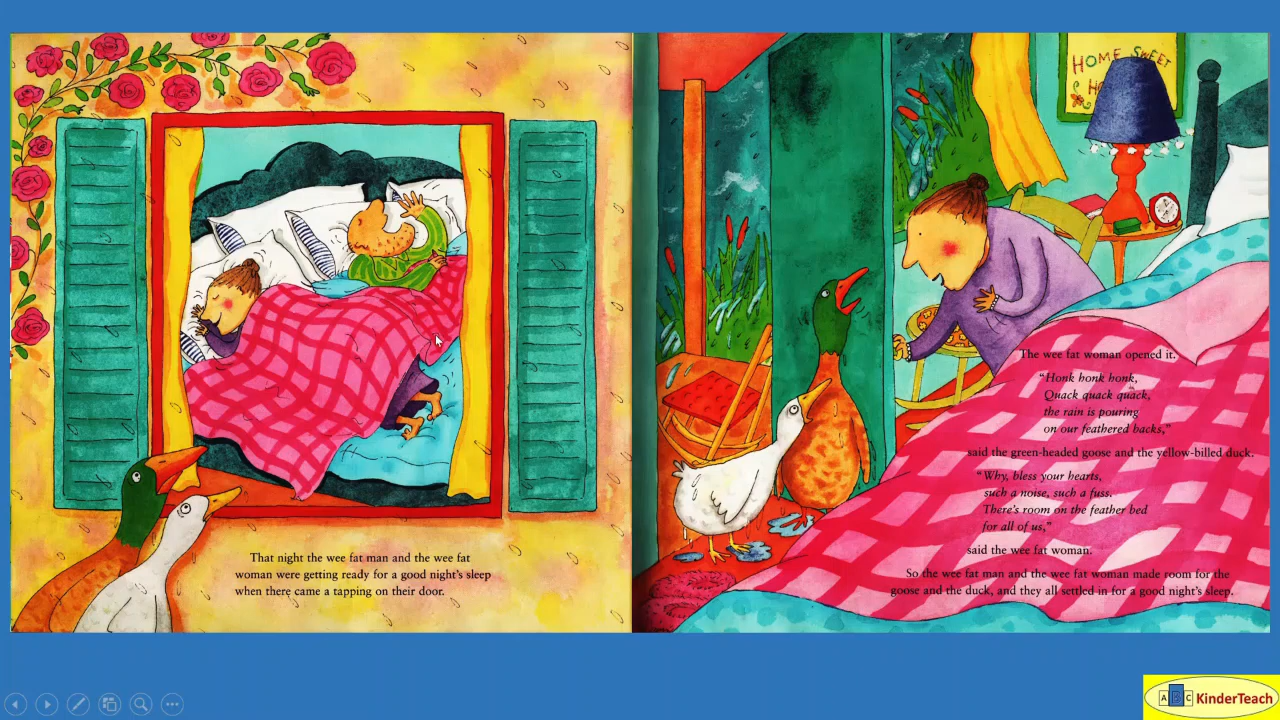 That night the wee fat man and the wee fat
woman were getting ready for a good night's sleep
when there came a tapping on their door.
HOME SWEET
The wee fat woman opened it.
"Honk honk honk,
Quack quack quack,
the rain is pouring
on our feathered backs,"
said the green-headed goose and the yellow-billed duck.
"Why, bless your hearts,
such a noise, such a fuss.
There's room on the feather bed
for all of us,"
said the wee fat woman.
So the wee fat man and the wee fat woman made room for the
goose and the duck, and they all settled in for a good night's sleep.
ABC KinderTeach